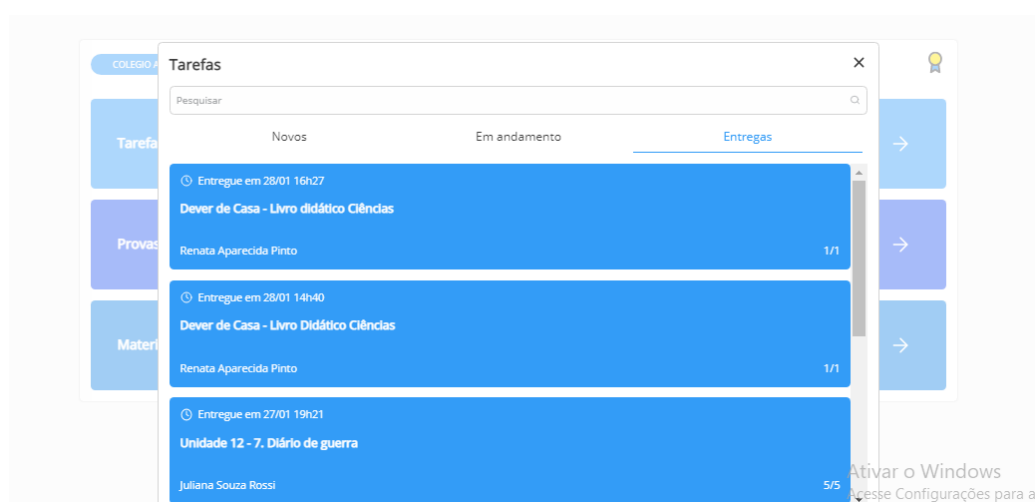 COLEGIO A
Tarefas
Pesquisar
Novos
Em andamento
Entregas
Tarefa
Entregue em 28/01 16h27
Dever de Casa - Livro didático Ciências
Renata Aparecida Pinto
1/1
Provas
Entregue em 28/01 14h40
Dever de Casa - Livro Didático Ciências
Renata Aparecida Pinto
1/1
Materi
Entregue em 27/01 19h21
Unidade 12 - 7. Diário de guerra
Juliana Souza Rossi
5/5
Ativar o Windows
Acesse Configurações para a